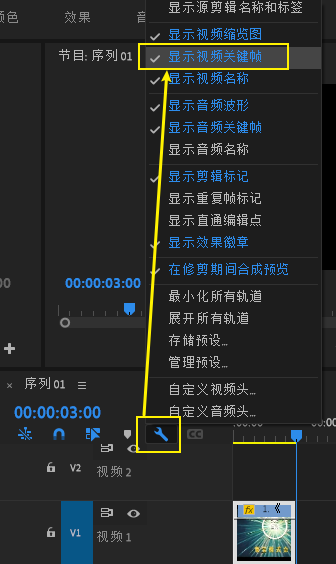 显示源剪辑名称和标签
颜色
效果
音
显示视频缩览图
节目: 序列 01
显示视频关键帧
显示视频名称
显示音频波形
显示音频关键帧
显示音频名称
显示剪辑标记
显示重复帧标记
显示直通编辑点
显示效果徽章
在修剪期间合成预览
00:00:03:00
最小化所有轨道
展开所有轨道
存储预设...
管理预设...
× 序列 01
自定义视频头...
自定义音频头...
00:00:03:00
:00:00
00:0
V2
视频 2
V1
视频 1
fx
1.《